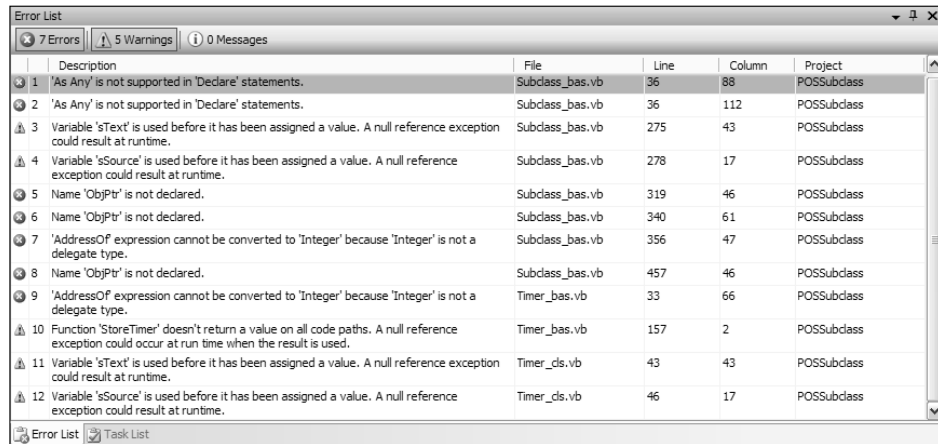 Error List
7 Errors 5 Warnings 0 Messages
Description File Line Column Project
1 'As Any' is not supported in 'Declare' statements. Subclass_bas.vb 36 88 POSSubclass
2 'As Any' is not supported in 'Declare' statements. Subclass_bas.vb 36 112 POSSubclass
3 Variable 'sText' is used before it has been assigned a value. A null reference exception Subclass_bas.vb 275 43 POSSubclass
could result at runtime.
4 Variable 'sSource' is used before it has been assigned a value. A null reference Subclass_bas.vb 278 17 POSSubclass
exception could result at runtime.
5 Name 'ObjPtr' is not declared. Subclass_bas.vb 319 46 POSSubclass
6 Name 'ObjPtr' is not declared. Subclass_bas.vb 340 61 POSSubclass
7 'AddressOf' expression cannot be converted to 'Integer' because 'Integer' is not a Subclass_bas.vb 356 47 POSSubclass
delegate type.
8 Name 'ObjPtr' is not declared. Subclass_bas.vb 457 46 POSSubclass
9 'AddressOf' expression cannot be converted to 'Integer' because 'Integer' is not a Timer_bas.vb 33 66 POSSubclass
delegate type.
10 Function 'StoreTimer' doesn't return a value on all code paths. A null reference Timer_bas.vb 157 2 POSSubclass
exception could occur at run time when the result is used.
11 Variable 'sText' is used before it has been assigned a value. A null reference exception Timer_cls.vb 43 43 POSSubclass
could result at runtime.
12 Variable 'sSource' is used before it has been assigned a value. A null reference Timer_cls.vb 46 17 POSSubclass
exception could result at runtime.
Error List Task List